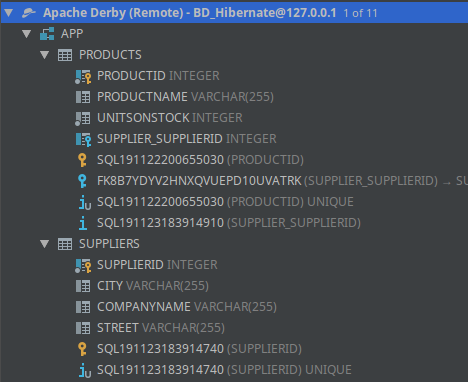 Apache Derby (Remote) - BD_Hibernate@127.0.0.1 1 of 11
APP
PRODUCTS
PRODUCTID INTEGER
PRODUCTNAME VARCHAR(255)
UNITSONSTOCK INTEGER
SUPPLIER_SUPPLIERID INTEGER
SQL191122200655030 (PRODUCTID)
FK8B7YDYV2HNXQVUEPD10UVATRK (SUPPLIER_SUPPLIERID) → SU
SQL191122200655030 (PRODUCTID) UNIQUE
SQL191123183914910 (SUPPLIER_SUPPLIERID)
SUPPLIERS
SUPPLIERID INTEGER
CITY VARCHAR(255)
COMPANYNAME VARCHAR(255)
STREET VARCHAR(255)
SQL191123183914740 (SUPPLIERID)
SQL191123183914740 (SUPPLIERID) UNIQUE